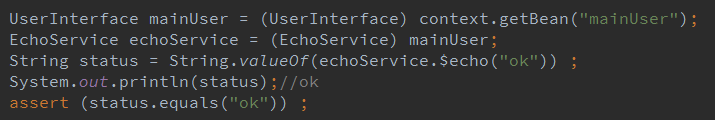 UserInterface mainUser = (UserInterface) context.getBean("mainUser");
EchoService echoService = (EchoService) mainUser;
String status = String.valueOf(echoService.$echo("ok")) ;
System.out.println(status);//ok
assert (status.equals("ok")) ;